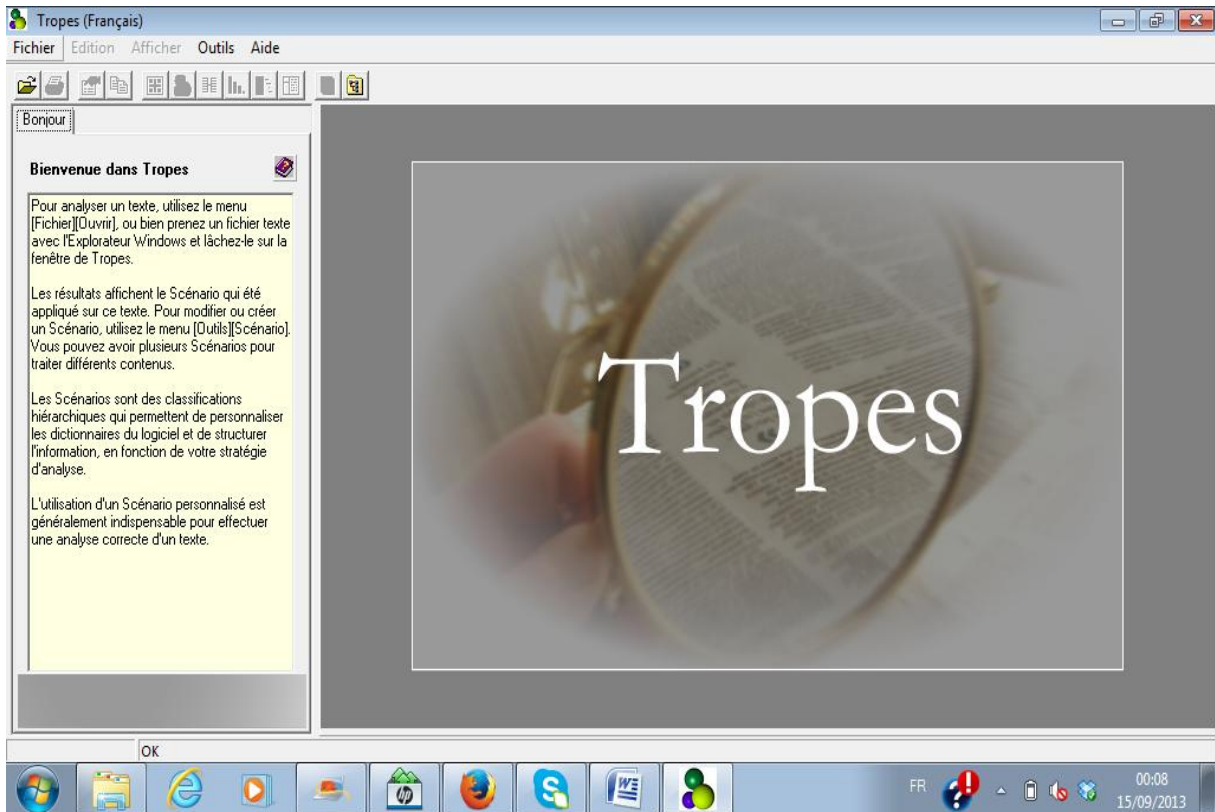 Tropes (Français)
Fichier Edition Afficher Outils Aide
Bonjour
Bienvenue dans Tropes
Pour analyser un texte, utilisez le menu
[Fichier][Ouvrir], ou bien prenez un fichier texte
avec l'Explorateur Windows et lâchez-le sur la
fenêtre de Tropes.
Les résultats affichent le Scénario qui été
appliqué sur ce texte. Pour modifier ou créer
un Scénario, utilisez le menu [Outils][Scénario].
Vous pouvez avoir plusieurs Scénarios pour
traiter différents contenus.
Les Scénarios sont des classifications
hiérarchiques qui permettent de personnaliser
les dictionnaires du logiciel et de structurer
l'information, en fonction de votre stratégie
d'analyse.
L'utilisation d'un Scénario personnalisé est
généralement indispensable pour effectuer
une analyse correcte d'un texte.
Tropes
OK
hp
FR
00:08
15/09/2013